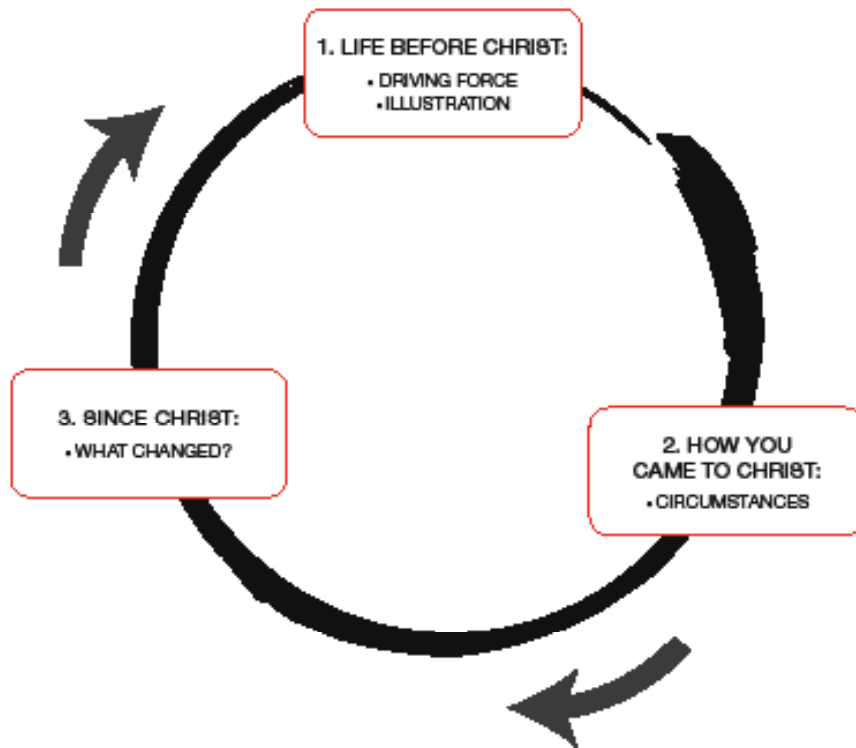 1. LIFE BEFORE CHRIST:
• DRIVING FORCE
• ILLUSTRATION
2. HOW YOU
CAME TO CHRIST:
• CIRCUMSTANCES
3. SINCE CHRIST:
• WHAT CHANGED?